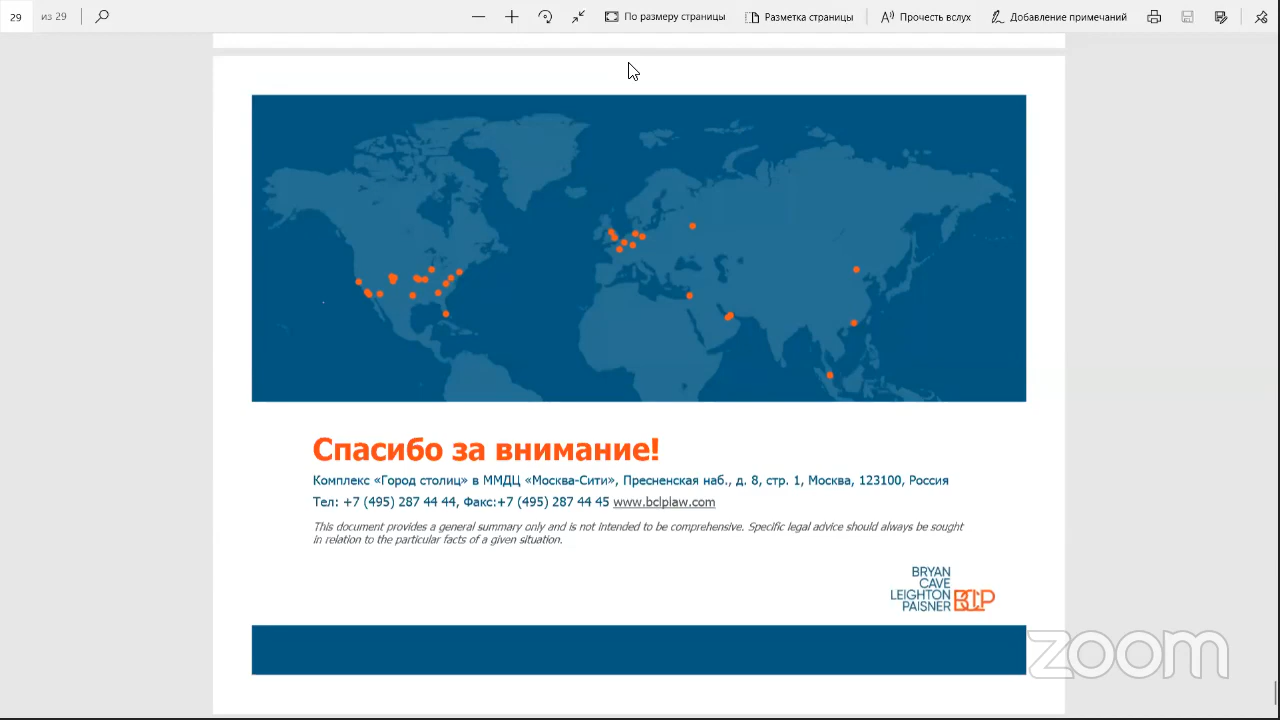 29 из 29 По размеру страницы Разметка страницы Прочесть вслух Добавление примечаний
Спасибо за внимание!
Комплекс «Город столиц» в ММДЦ «Москва-Сити», Пресненская наб., д. 8, стр. 1, Москва, 123100, Россия
Тел: +7 (495) 287 44 44, Факс:+7 (495) 287 44 45 www.bclplaw.com
This document provides a general summary only and is not intended to be comprehensive. Specific legal advice should always be sought
in relation to the particular facts of a given situation.
BRYAN
CAVE
LEIGHTON
PAISNER BCLP
zoom